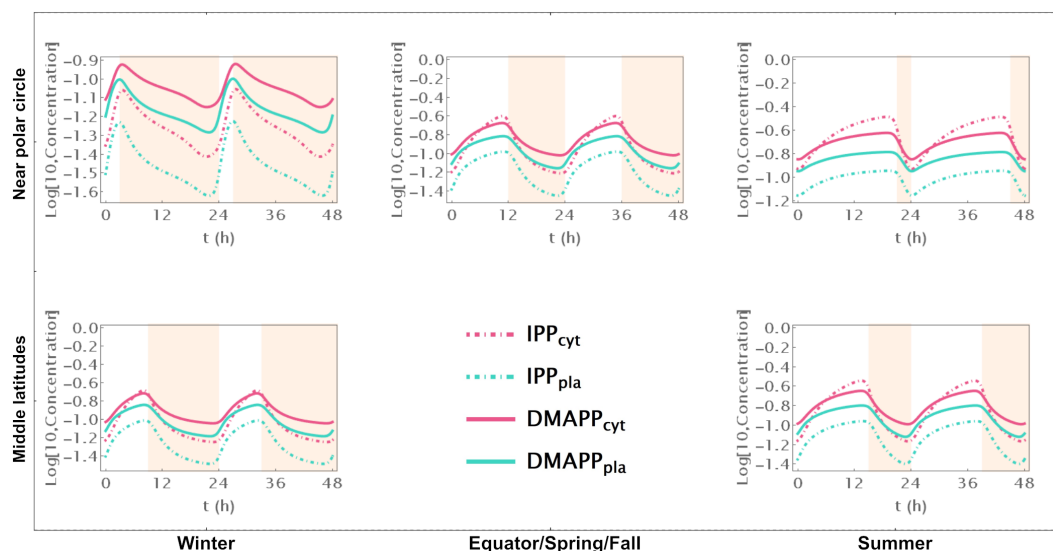 Near polar circle
Log[10,Concentration]
-0.9
-1.0
-1.1
-1.2
-1.3
-1.4
-1.5
-1.6
0 12 24 36 48
t (h)
Log[10,Concentration]
0.0
-0.2
-0.4
-0.6
-0.8
-1.0
-1.2
-1.4
0 12 24 36 48
t (h)
Log[10,Concentration]
0.0
-0.2
-0.4
-0.6
-0.8
-1.0
-1.2
0 12 24 36 48
t (h)
Middle latitudes
Log[10,Concentration]
0.0
-0.2
-0.4
-0.6
-0.8
-1.0
-1.2
-1.4
0 12 24 36 48
t (h)
IPPcyt
IPPpla
DMAPPcyt
DMAPPpla
Log[10,Concentration]
0.0
-0.2
-0.4
-0.6
-0.8
-1.0
-1.2
-1.4
0 12 24 36 48
t (h)
Winter
Equator/Spring/Fall
Summer